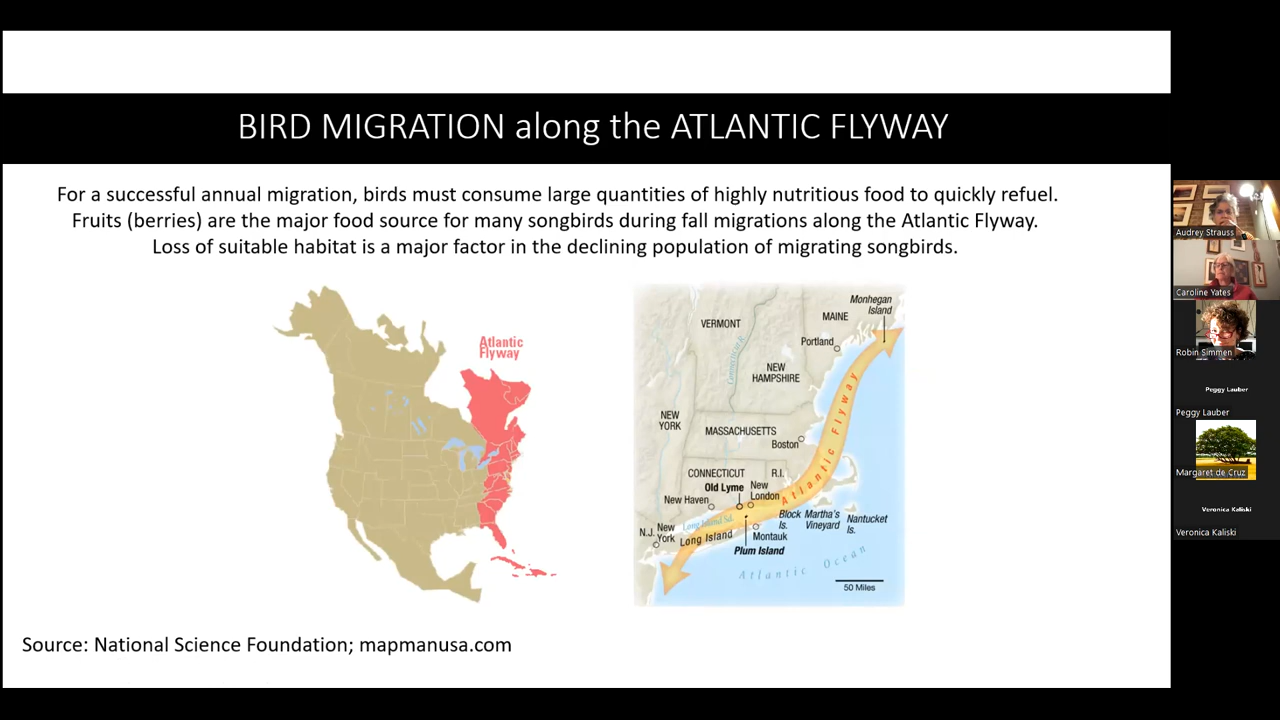 BIRD MIGRATION along the ATLANTIC FLYWAY
For a successful annual migration, birds must consume large quantities of highly nutritious food to quickly refuel.
Fruits (berries) are the major food source for many songbirds during fall migrations along the Atlantic Flyway.
Loss of suitable habitat is a major factor in the declining population of migrating songbirds.
Atlantic
Flyway
Monhegan
Island
VERMONT
MAINE
Portland
Connecticut R.
NEW
HAMPSHIRE
NEW
YORK
MASSACHUSETTS
Boston
Atlantic Flyway
CONNECTICUT
R.I.
Old Lyme
New
London
New Haven
Long Island Sd.
N.J.
New
York
Long Island
Block
Is.
Martha's
Vineyard
Nantucket
Is.
Montauk
Plum Island
Atlantic Ocean
50 Miles
Source: National Science Foundation; mapmanusa.com
Audrey Strauss
Caroline Yates
Robin Simmen
Peggy Lauber
Peggy Lauber
Margaret de Cruz
Veronica Kaliski
Veronica Kaliski